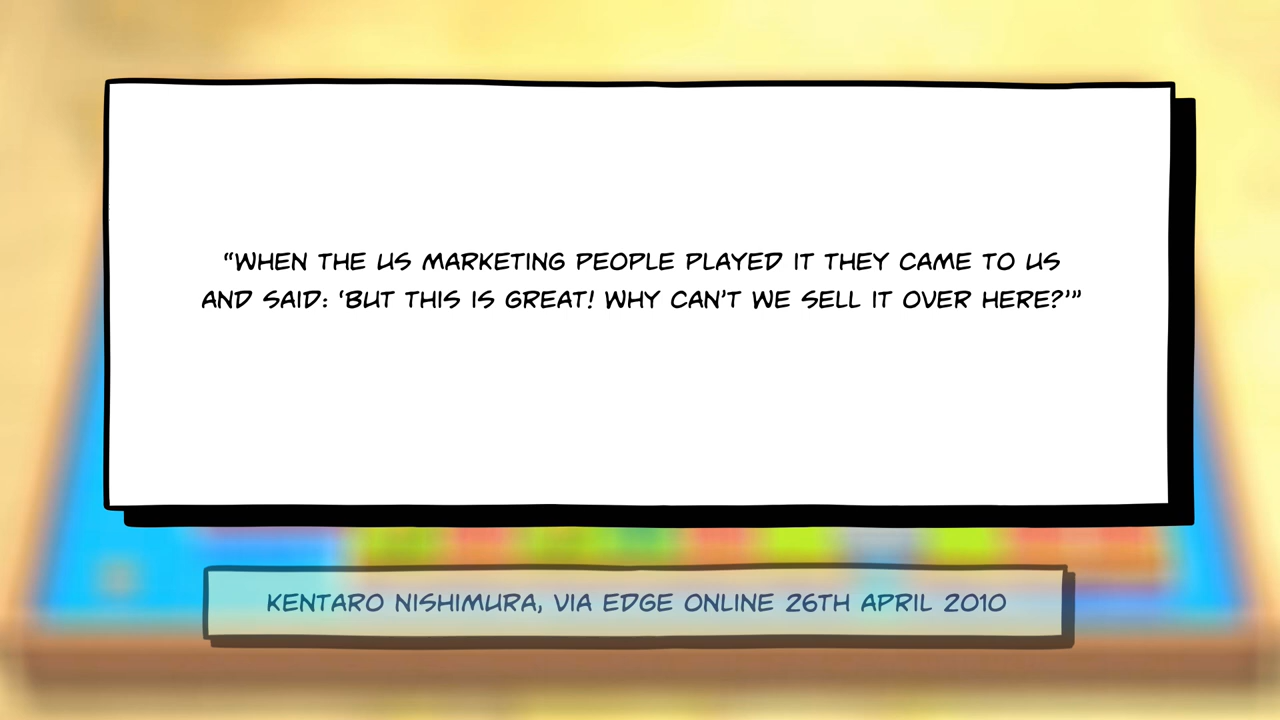 “WHEN THE US MARKETING PEOPLE PLAYED IT THEY CAME TO US
AND SAID: ‘BUT THIS IS GREAT! WHY CAN’T WE SELL IT OVER HERE?’”
KENTARO NISHIMURA, VIA EDGE ONLINE 26TH APRIL 2010